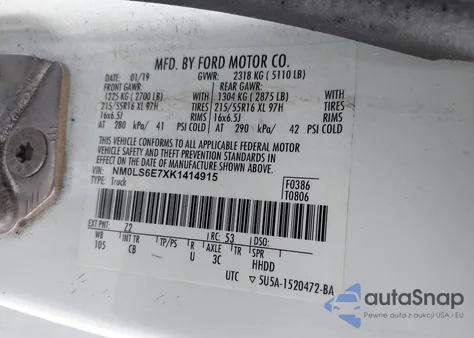 MFD. BY FORD MOTOR CO.
DATE: 01/19 GVWR: 2318 KG (5110 LB)
FRONT GAWR: REAR GAWR:
1225 KG (2700 LB) 1304 KG (2875 LB)
215/55R16 XL 97H TIRES 215/55R16 XL 97H
16x6.5J RIMS 16x6.5J
AT 280 kPa/ 41 PSI COLD AT 290 kPa/ 42 PSI COLD
THIS VEHICLE CONFORMS TO ALL APPLICABLE FEDERAL MOTOR
VEHICLE SAFETY AND THEFT PREVENTION STANDARDS IN EFFECT
ON THE DATE OF MANUFACTURE SHOWN ABOVE.
VIN: NM0LS6E7XK1414915
TYPE: Truck
F0386
T0806
EXT PNT: Z2 RC: 53 DSO:
WB INT TR TP/PS R AXLE TR SPR
105 CB U 3C HHDD
UTC ▽ 5U5A-1520472-BA
autoSnap
Pewne auta z aukcji w USA i EU